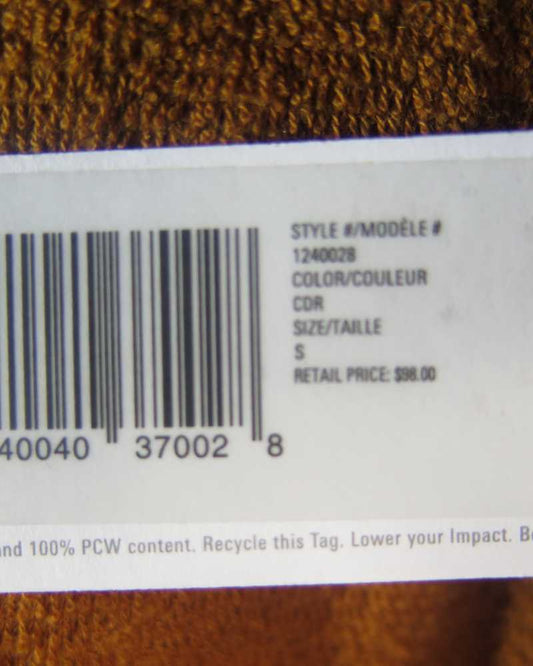 STYLE #/MODÈLE #
1240028
COLOR/COULEUR
CDR
SIZE/TAILLE
S
RETAIL PRICE: $98.00
40040 37002 8
and 100% PCW content. Recycle this Tag. Lower your Impact.